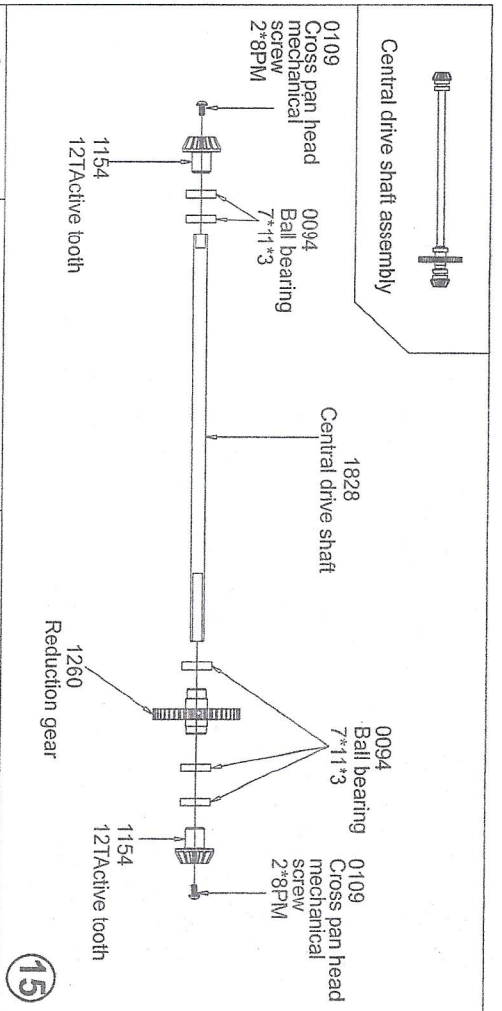 Central drive shaft assembly
0109
Cross pan head
mechanical
screw
2*8PM
1154
12TActive tooth
0094
Ball bearing
7*11*3
1828
Central drive shaft
1260
Reduction gear
0094
Ball bearing
7*11*3
1154
12TActive tooth
0109
Cross pan head
mechanical
screw
2*8PM
15